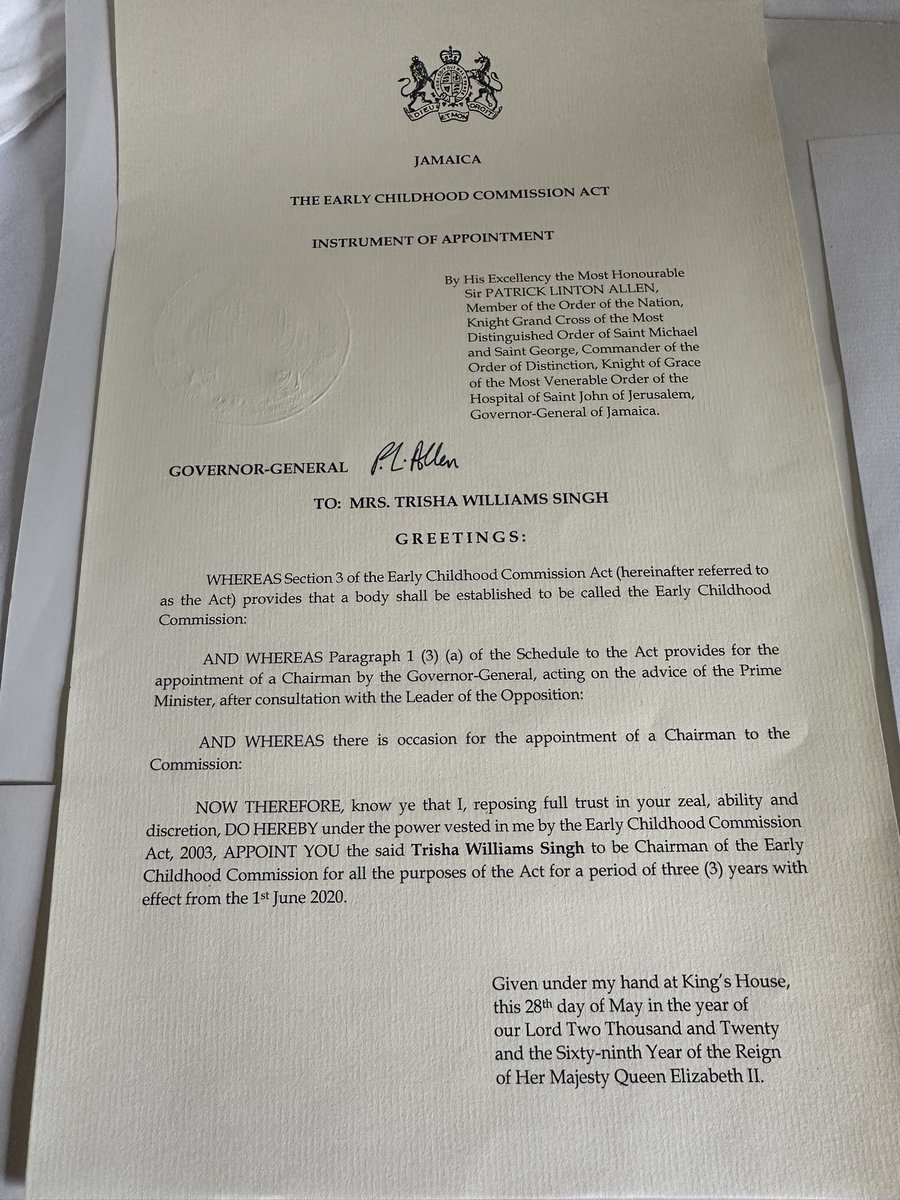 DIEU ET MON DROIT
JAMAICA
THE EARLY CHILDHOOD COMMISSION ACT
INSTRUMENT OF APPOINTMENT
By His Excellency the Most Honourable
Sir PATRICK LINTON ALLEN,
Member of the Order of the Nation,
Knight Grand Cross of the Most
Distinguished Order of Saint Michael
and Saint George, Commander of the
Order of Distinction, Knight of Grace
of the Most Venerable Order of the
Hospital of Saint John of Jerusalem,
Governor-General of Jamaica.
GOVERNOR-GENERAL P.L. Allen
TO: MRS. TRISHA WILLIAMS SINGH
GREETINGS:
WHEREAS Section 3 of the Early Childhood Commission Act (hereinafter referred to
as the Act) provides that a body shall be established to be called the Early Childhood
Commission:
AND WHEREAS Paragraph 1 (3) (a) of the Schedule to the Act provides for the
appointment of a Chairman by the Governor-General, acting on the advice of the Prime
Minister, after consultation with the Leader of the Opposition:
AND WHEREAS there is occasion for the appointment of a Chairman to the
Commission:
NOW THEREFORE, know ye that I, reposing full trust in your zeal, ability and
discretion, DO HEREBY under the power vested in me by the Early Childhood Commission
Act, 2003, APPOINT YOU the said Trisha Williams Singh to be Chairman of the Early
Childhood Commission for all the purposes of the Act for a period of three (3) years with
effect from the 1st June 2020.
Given under my hand at King's House,
this 28th day of May in the year of
our Lord Two Thousand and Twenty
and the Sixty-ninth Year of the Reign
of Her Majesty Queen Elizabeth II.